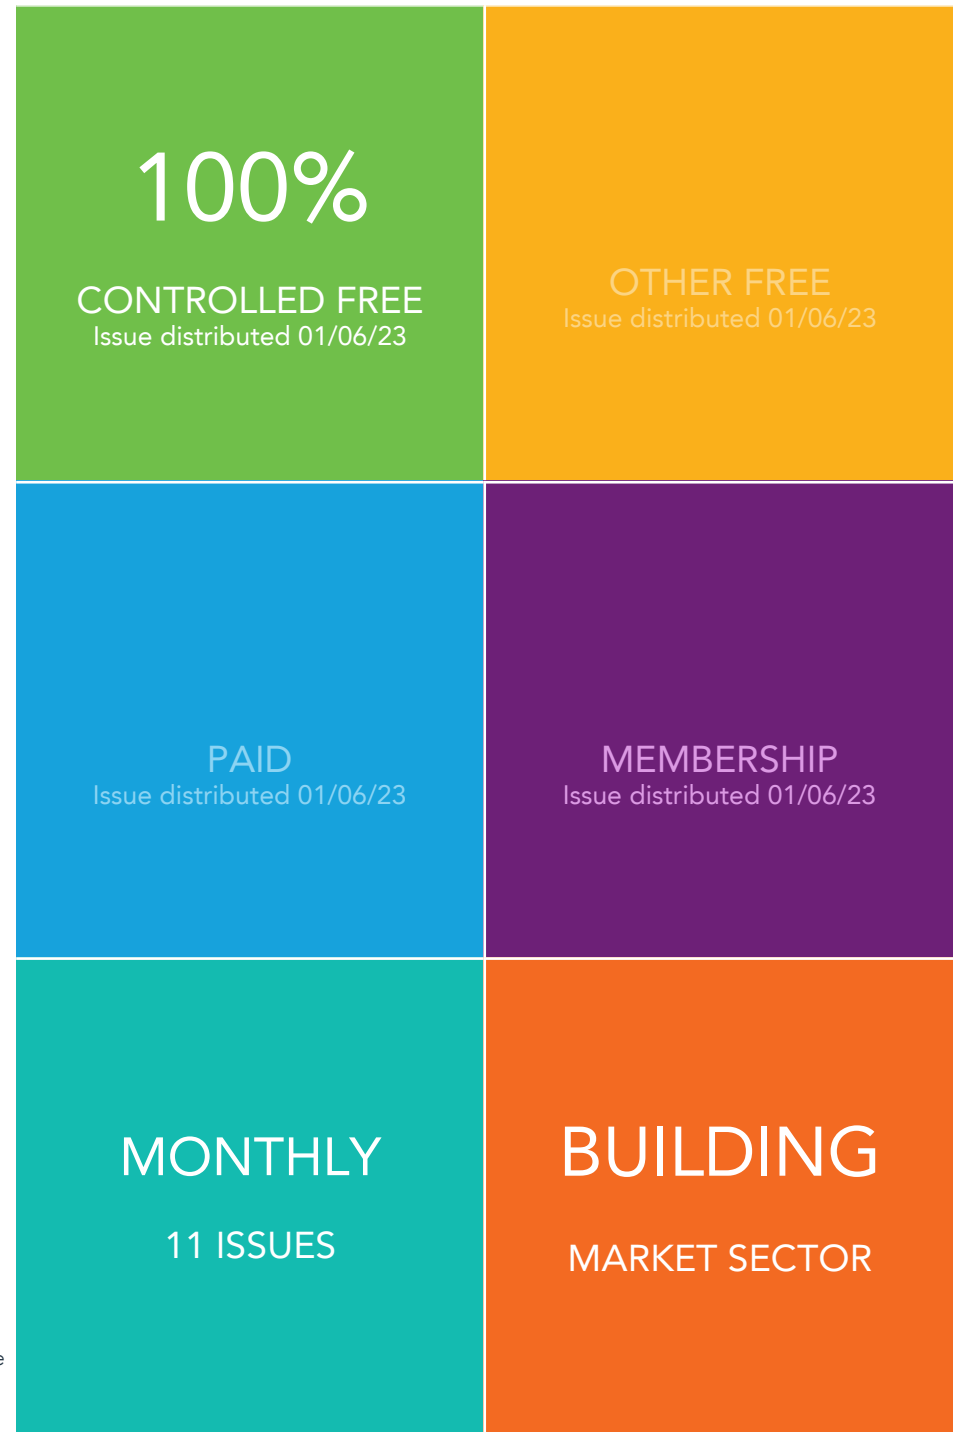 100%
CONTROLLED FREE
Issue distributed 01/06/23
OTHER FREE
Issue distributed 01/06/23
PAID
Issue distributed 01/06/23
MEMBERSHIP
Issue distributed 01/06/23
MONTHLY
11 ISSUES
BUILDING
MARKET SECTOR